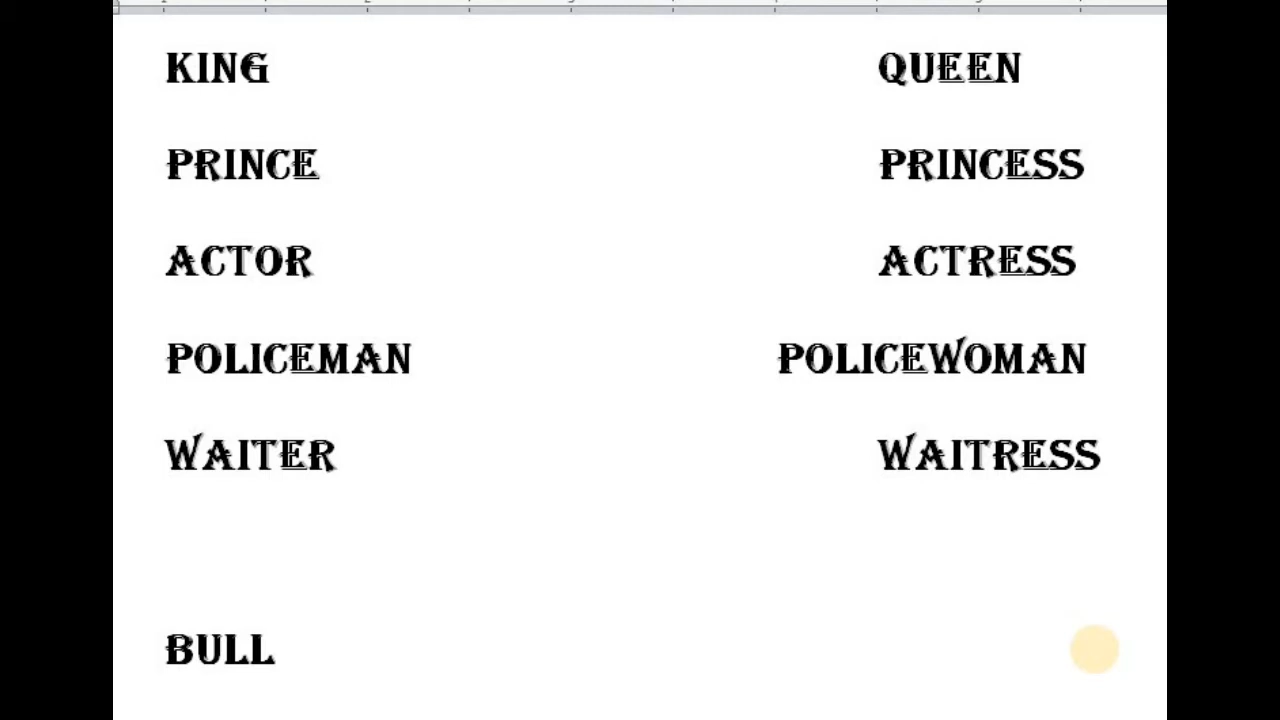 KING QUEEN
PRINCE PRINCESS
ACTOR ACTRESS
POLICEMAN POLICEWOMAN
WAITER WAITRESS
BULL